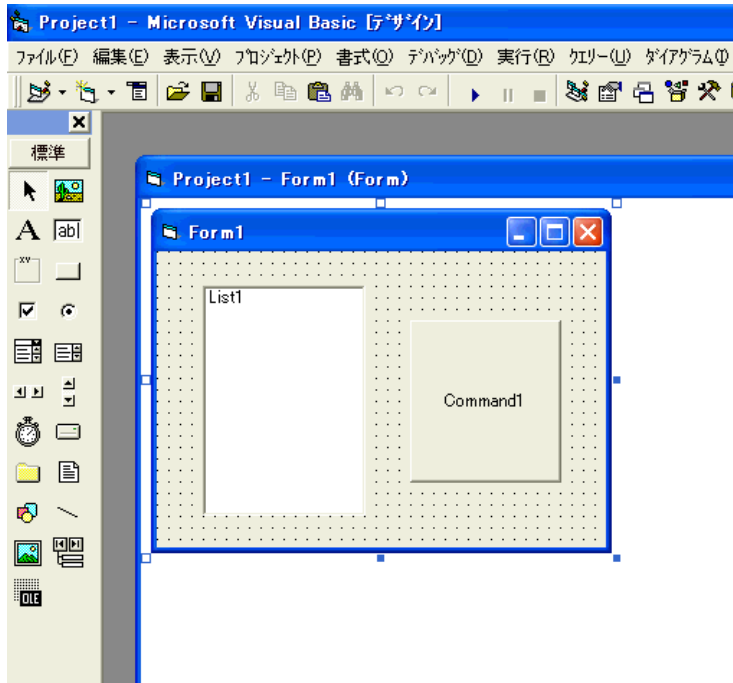 Project1 - Microsoft Visual Basic [ﾃﾞｻﾞｲﾝ]
ﾌｧｲﾙ(F) 編集(E) 表示(V) ﾌﾟﾛｼﾞｪｸﾄ(P) 書式(O) ﾃﾞﾊﾞｯｸﾞ(D) 実行(R) ｸｴﾘｰ(U) ﾀﾞｲｱｸﾞﾗﾑ(I
標準
Project1 - Form1 (Form)
A ab|
XY
Form1
List1
Command1
OLE